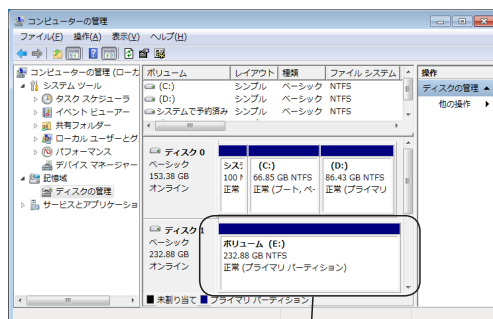 コンピューターの管理
ファイル(F) 操作(A) 表示(V) ヘルプ(H)
コンピューターの管理 (ローカ
システム ツール
タスク スケジューラ
イベント ビューアー
共有フォルダー
ローカル ユーザーとグ
パフォーマンス
デバイス マネージャー
記憶域
ディスクの管理
サービスとアプリケーショ
ボリューム レイアウト 種類 ファイル システム
(C:) シンプル ベーシック NTFS
(D:) シンプル ベーシック NTFS
システムで予約済み シンプル ベーシック NTFS
ディスク 0
ベーシック
153.38 GB
オンライン
シス
100 M
正常
(C:)
66.85 GB NTFS
正常 (ブート, ペー
(D:)
86.43 GB NTFS
正常 (プライマリ
ディスク 1
ベーシック
232.88 GB
オンライン
ボリューム (E:)
232.88 GB NTFS
正常 (プライマリ パーティション)
未割り当て プライマリ パーティション
操作
ディスクの管理
他の操作